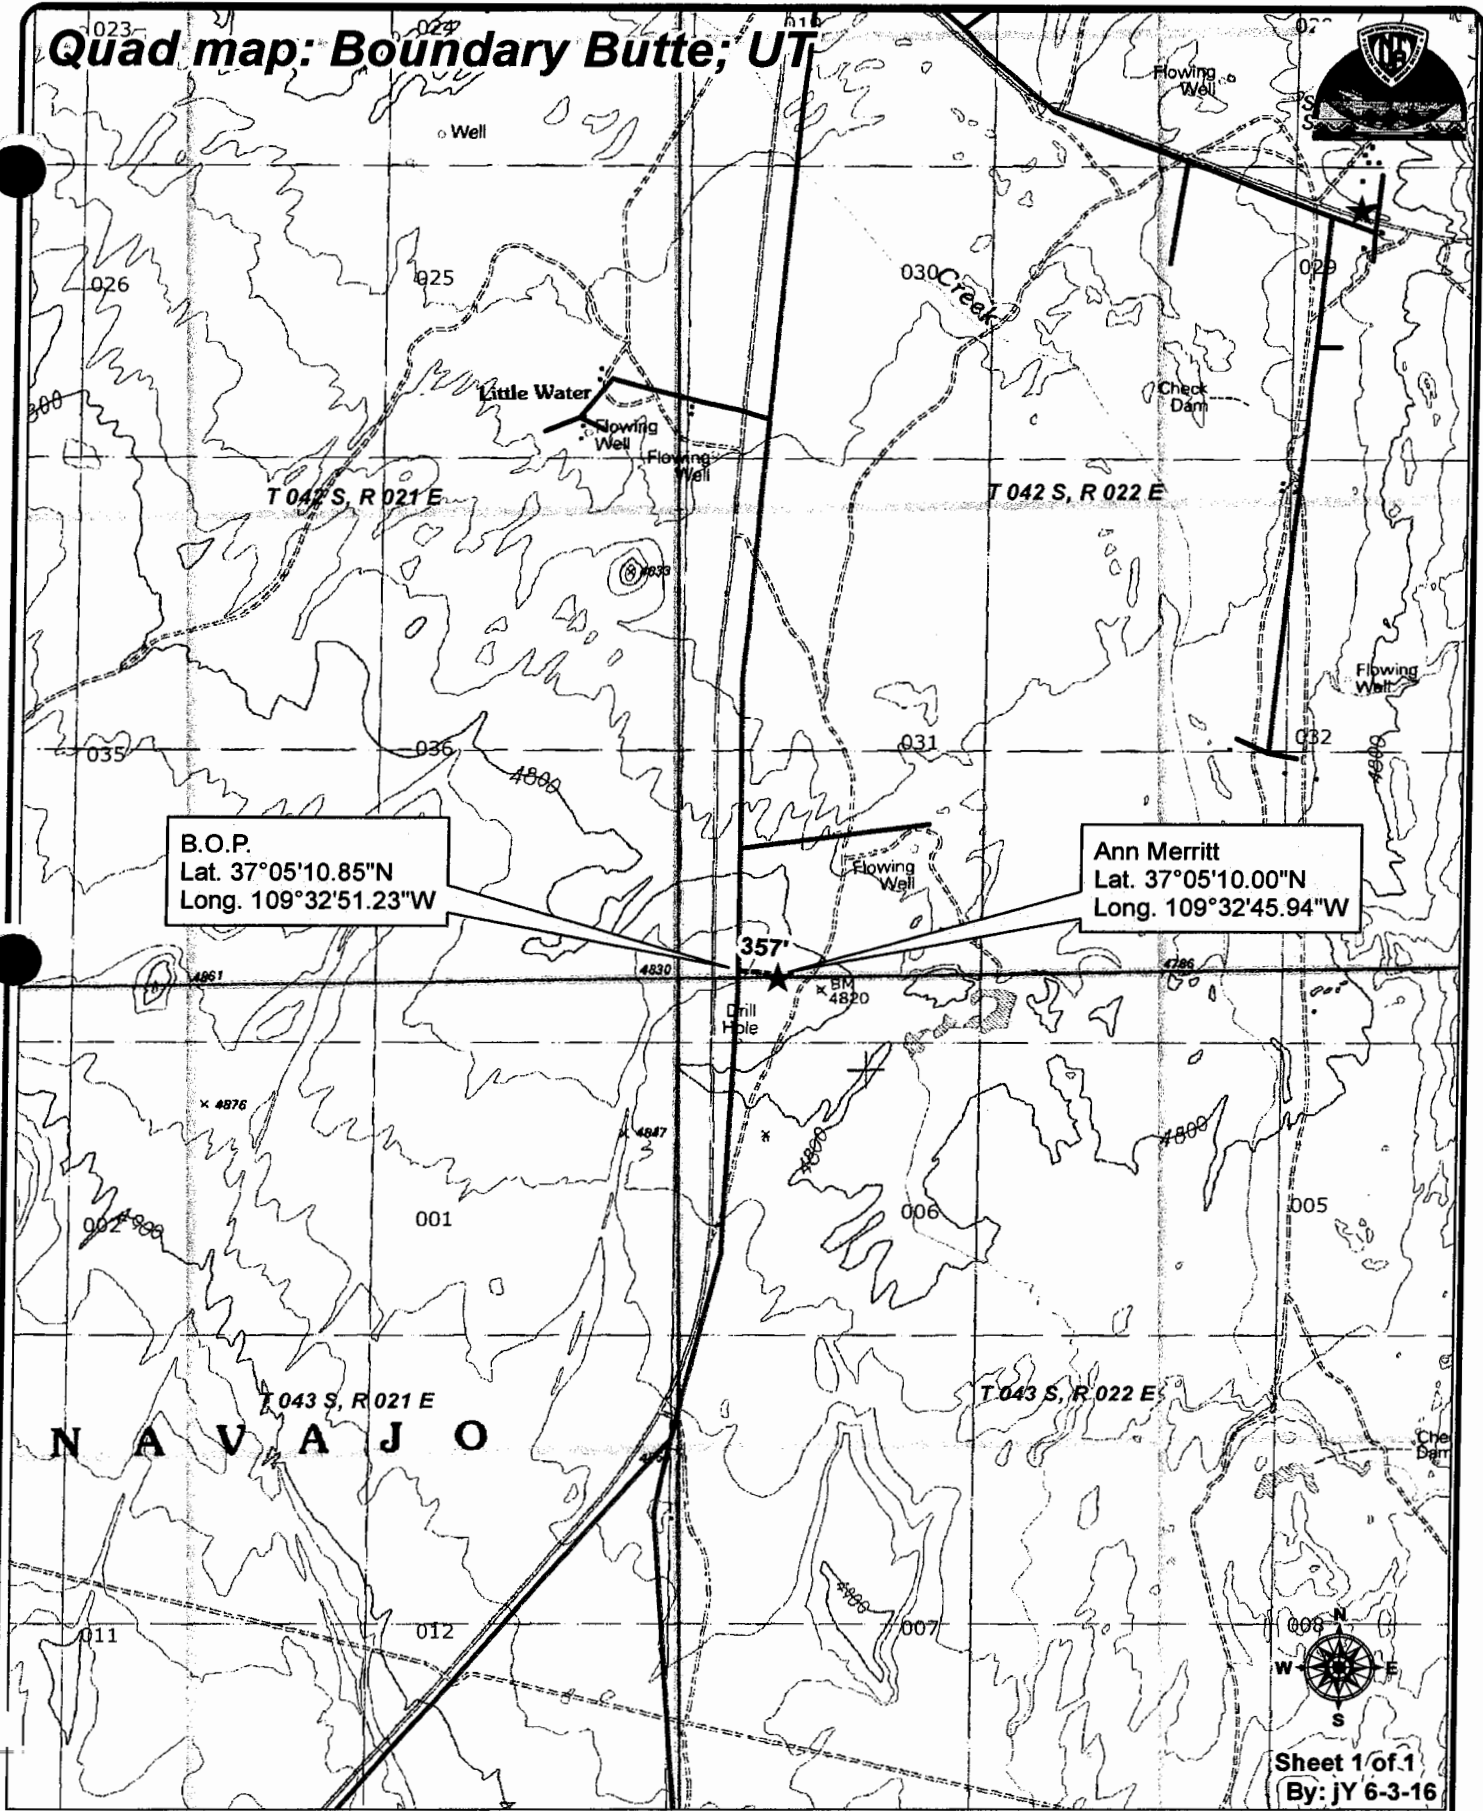 023
024
019
Quad map: Boundary Butte; UT
Flowing
Well
Well
026
025
030
Creek
029
Little Water
Check
Dam
Flowing
Well
Flowing
Well
T 042 S, R 021 E
T 042 S, R 022 E
4833
Flowing
Well
035
036
031
032
4800
4800
B.O.P.
Lat. 37°05'10.85"N
Long. 109°32'51.23"W
Ann Merritt
Lat. 37°05'10.00"N
Long. 109°32'45.94"W
Flowing
Well
357'
4861
4830
4786
BM
4820
Drill
Hole
4876
4847
4800
4800
002
4900
001
006
005
T 043 S, R 021 E
T 043 S, R 022 E
NAVAJO
011
012
4800
007
008
N
W
E
S
Sheet 1 of 1
By: jY 6-3-16